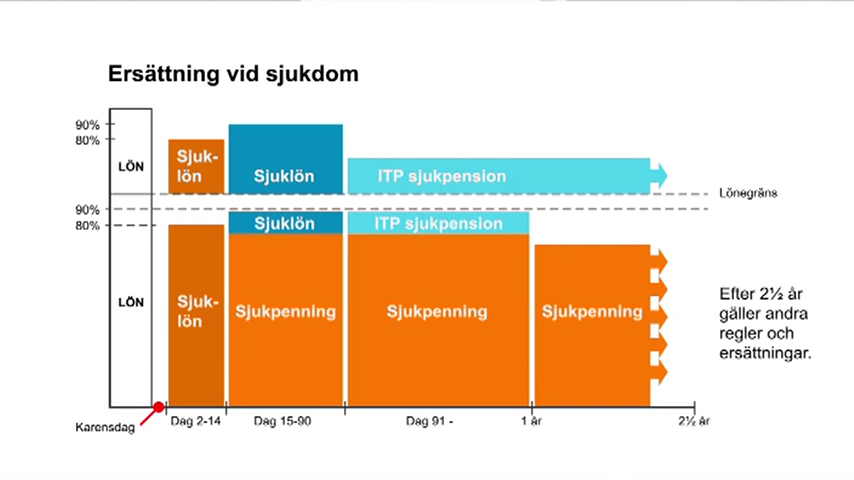 Ersättning vid sjukdom
90%
80%
LÖN
Sjuk-
lön
Sjuklön
ITP sjukpension
Lönegräns
90%
80%
Sjuklön
ITP sjukpension
LÖN
Sjuk-
lön
Sjukpenning
Sjukpenning
Sjukpenning
Efter 2½ år
gäller andra
regler och
ersättningar.
Karensdag
Dag 2-14
Dag 15-90
Dag 91 -
1 år
2½ år